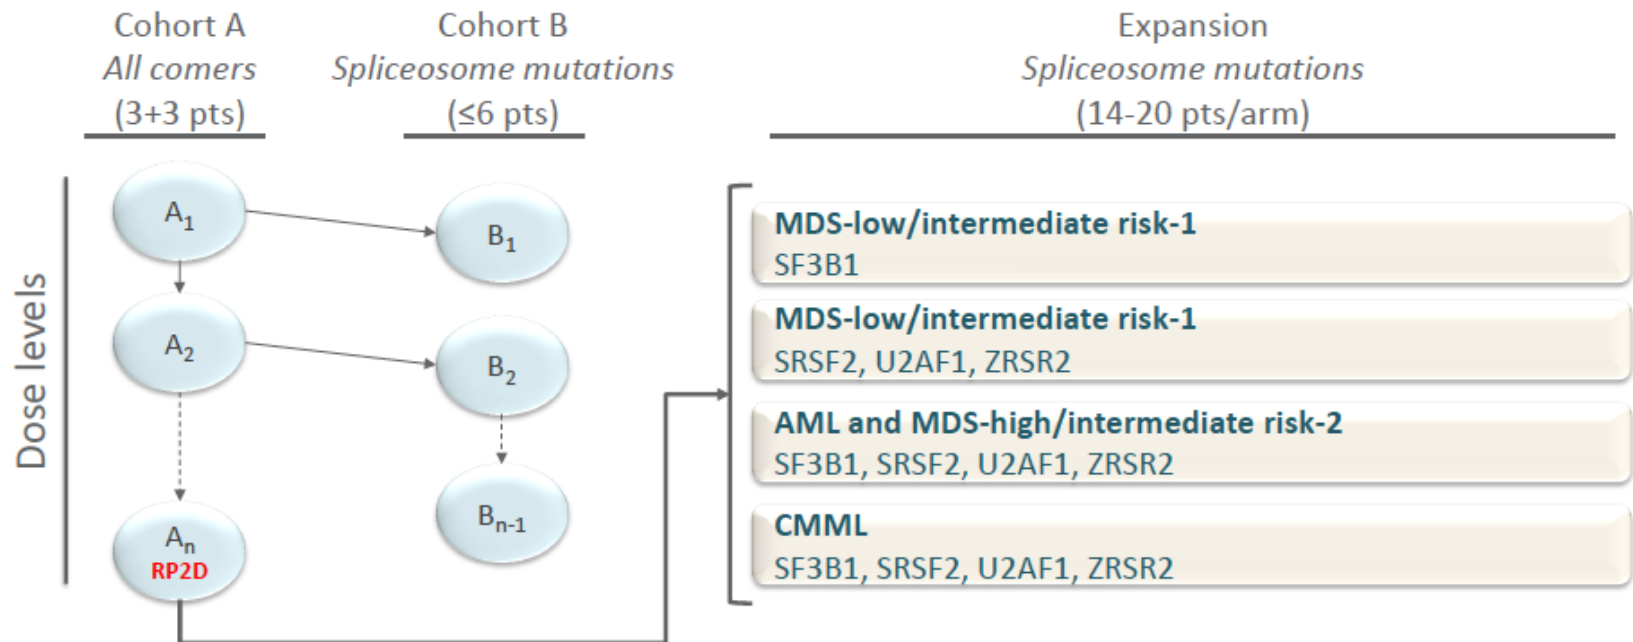 Cohort A
All comers
(3+3 pts)
Cohort B
Spliceosome mutations
(≤6 pts)
Expansion
Spliceosome mutations
(14-20 pts/arm)
Dose levels
A1
B1
A2
B2
An
RP2D
Bn-1
MDS-low/intermediate risk-1
SF3B1
MDS-low/intermediate risk-1
SRSF2, U2AF1, ZRSR2
AML and MDS-high/intermediate risk-2
SF3B1, SRSF2, U2AF1, ZRSR2
CMML
SF3B1, SRSF2, U2AF1, ZRSR2